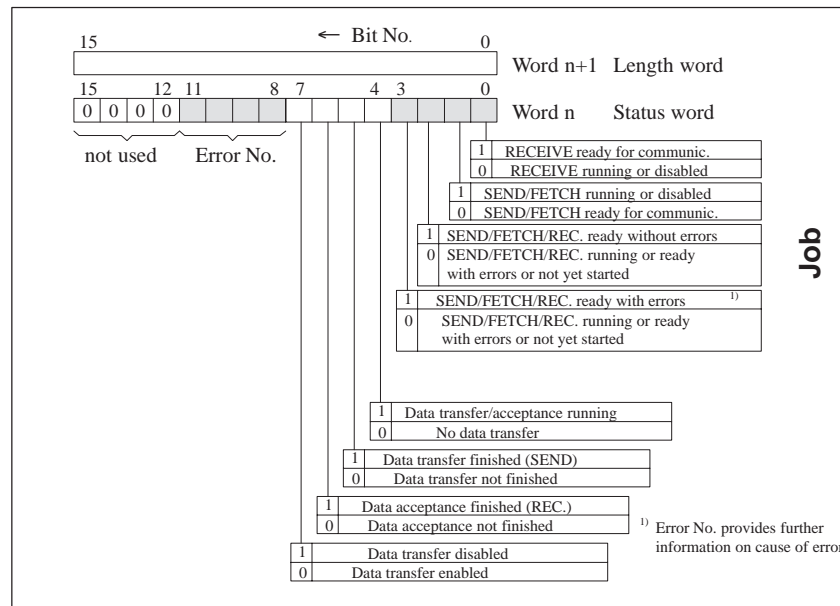 15 ← Bit No. 0
Word n+1 Length word
15 12 11 8 7 4 3 0
0 0 0 0 Word n Status word
not used Error No.
1 RECEIVE ready for communic.
0 RECEIVE running or disabled
1 SEND/FETCH running or disabled
0 SEND/FETCH ready for communic.
1 SEND/FETCH/REC. ready without errors
0 SEND/FETCH/REC. running or ready
with errors or not yet started
1 SEND/FETCH/REC. ready with errors 1)
0 SEND/FETCH/REC. running or ready
with errors or not yet started
Job
1 Data transfer/acceptance running
0 No data transfer
1 Data transfer finished (SEND)
0 Data transfer not finished
1 Data acceptance finished (REC.)
0 Data acceptance not finished
1) Error No. provides further
information on cause of error
1 Data transfer disabled
0 Data transfer enabled